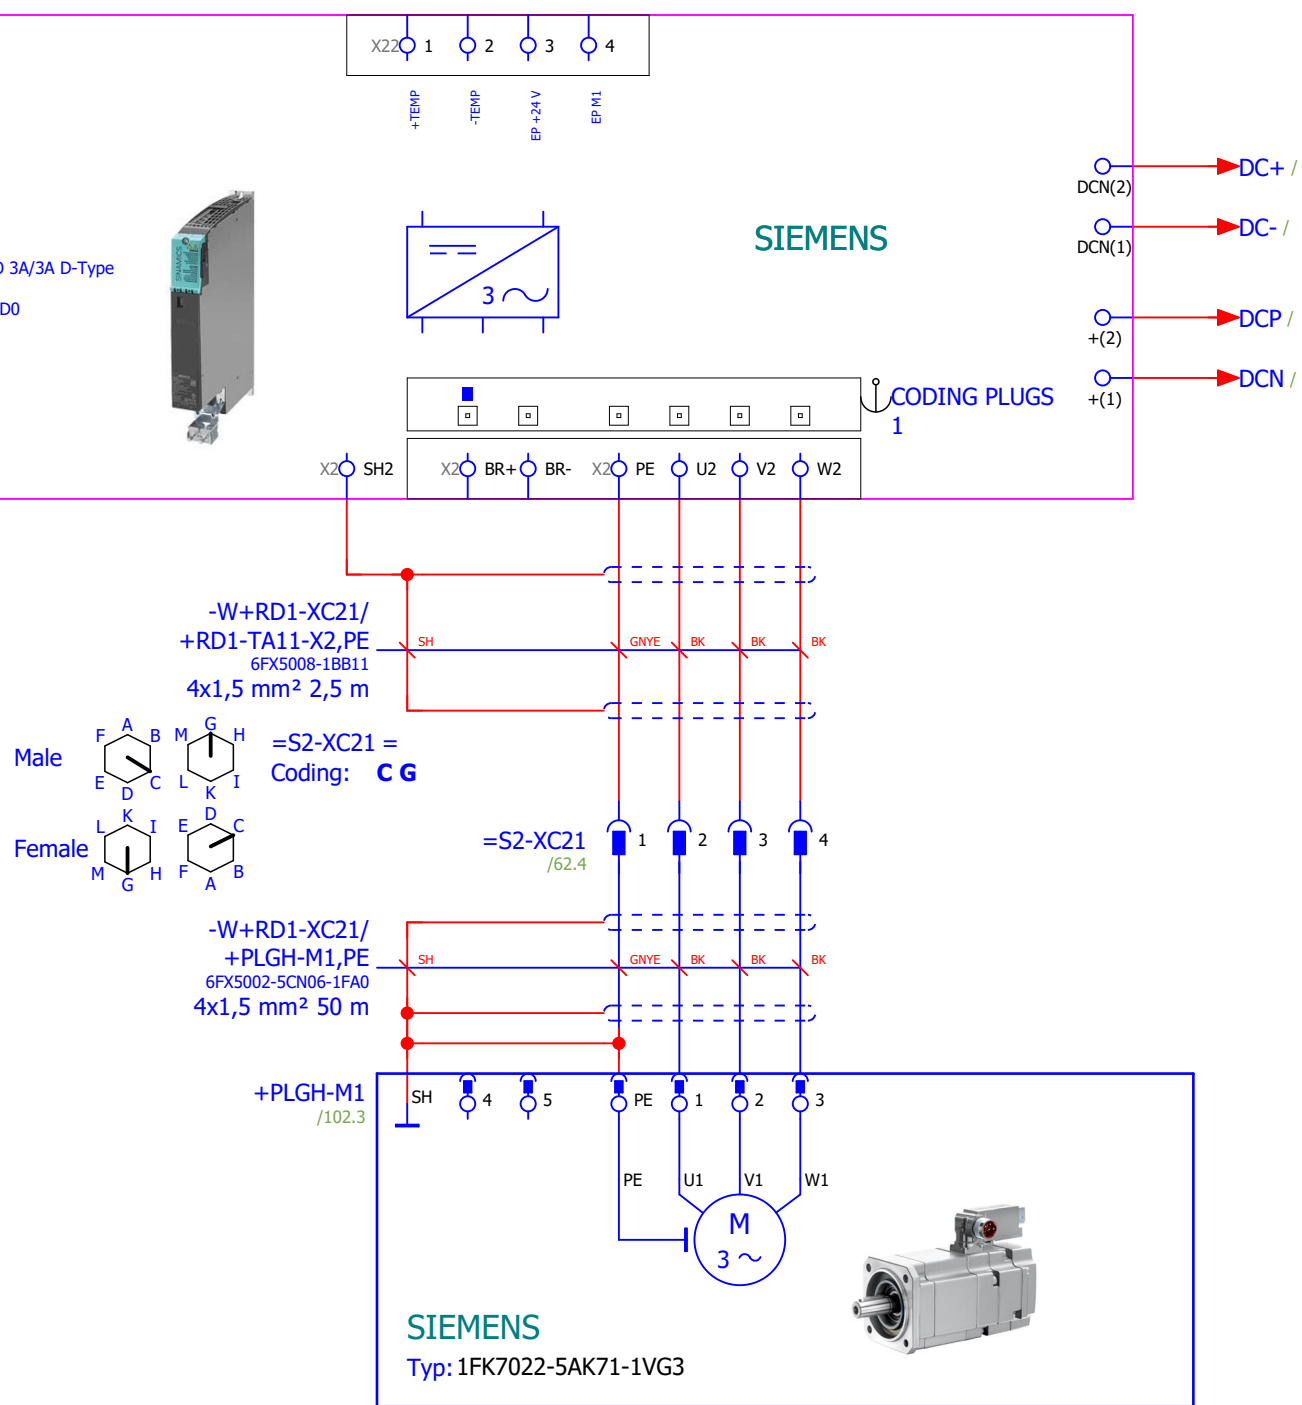 X22 1 2 3 4
+TEMP
-TEMP
EP +24 V
EP M1
DC+ /
DCN(2)
DC- /
DCN(1)
SIEMENS
3A/3A D-Type
D0
SINAMICS
3
DCP /
+(2)
DCN /
+(1)
CODING PLUGS
1
X2 SH2 X2 BR+ BR- X2 PE U2 V2 W2
-W+RD1-XC21/
+RD1-TA11-X2,PE
6FX5008-1BB11
4x1,5 mm² 2,5 m
SH GNYE BK BK BK
Male
A
F B
E C
D
G
M H
L I
K
=S2-XC21 =
Coding: C G
Female
K
L I
M H
G
D
E C
F B
A
=S2-XC21 1 2 3 4
/62.4
-W+RD1-XC21/
+PLGH-M1,PE
6FX5002-5CN06-1FA0
4x1,5 mm² 50 m
SH GNYE BK BK BK
+PLGH-M1
/102.3
SH 4 5 PE 1 2 3
PE U1 V1 W1
M
3
SIEMENS
Typ: 1FK7022-5AK71-1VG3